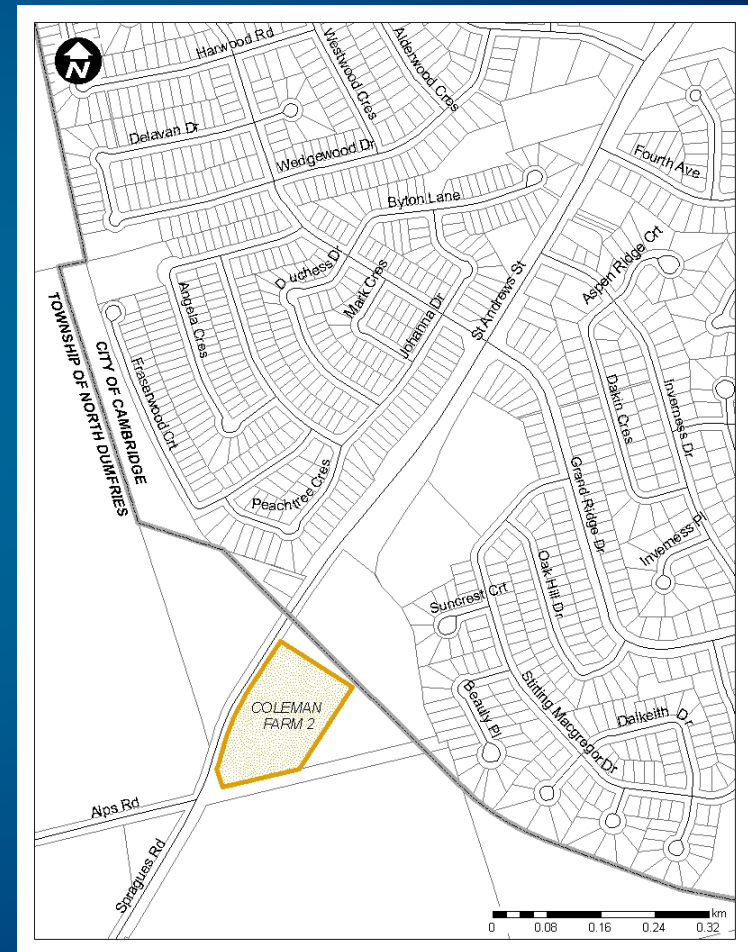 N
Harwood Rd
Westwood Cres
Alderwood Cres
Delavan Dr
Wedgewood Dr
Fourth Ave
Byton Lane
Duchess Dr
Aspen Ridge Crt
Angela Cres
Mark Cres
Johanna Dr
St Andrews St
TOWNSHIP OF NORTH DUMFRIES
CITY OF CAMBRIDGE
Fraserwood Crt
Dakin Cres
Inverness Dr
Peachtree Cres
Grand Ridge Dr
Inverness Pl
Oak Hill Dr
Suncrest Crt
Beauly Pl
Stirling Macgregor Dr
Dalkeith Dr
COLEMAN
FARM 2
Alps Rd
Spragues Rd
km
0 0.08 0.16 0.24 0.32